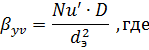 β_yv = Nu′ · D / d_э² , где